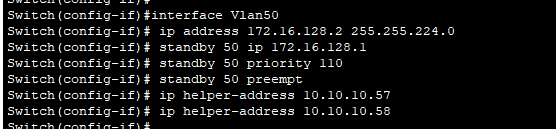 Switch(config-if)#
Switch(config-if)#interface Vlan50
Switch(config-if)# ip address 172.16.128.2 255.255.224.0
Switch(config-if)# standby 50 ip 172.16.128.1
Switch(config-if)# standby 50 priority 110
Switch(config-if)# standby 50 preempt
Switch(config-if)# ip helper-address 10.10.10.57
Switch(config-if)# ip helper-address 10.10.10.58
Switch(config-if)#